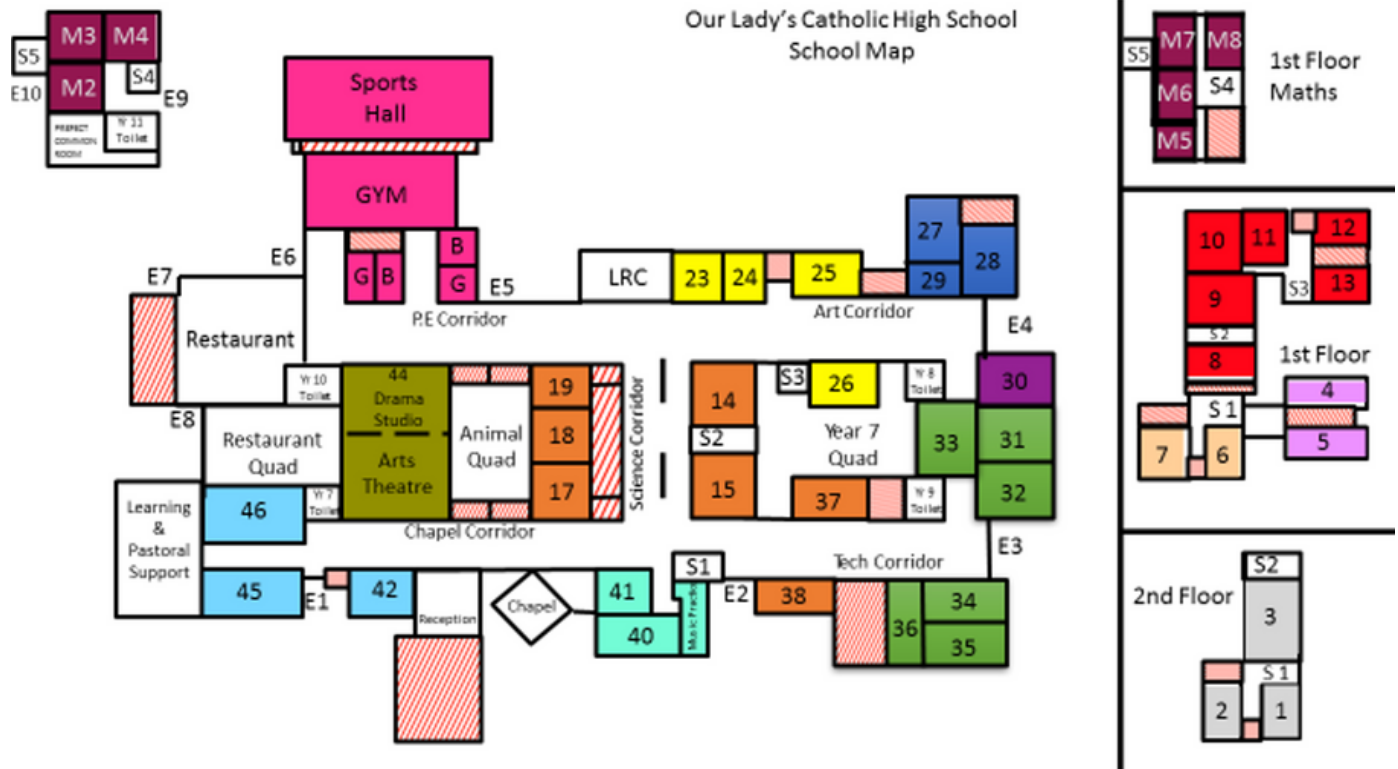 Our Lady's Catholic High School
School Map
M3
M4
S5
M2
S4
E10
E9
PREFECT
COMMON
ROOM
Yr 11
Toilet
Sports
Hall
GYM
G
B
B
G
E6
E7
E5
P.E Corridor
Restaurant
LRC
23
24
25
Art Corridor
27
28
29
E4
Yr 10
Toilet
44
Drama
Studio
Arts
Theatre
Animal
Quad
19
18
17
Science Corridor
14
S2
15
S3
26
Yr 8
Toilet
Year 7
Quad
37
Yr 9
Toilet
33
30
31
32
E8
Restaurant
Quad
Yr 7
Toilet
46
Learning
&
Pastoral
Support
Chapel Corridor
45
E1
42
Reception
Chapel
41
40
S1
E2
Tech Corridor
E3
38
36
34
35
M7
M8
S5
M6
S4
M5
1st Floor
Maths
10
11
12
13
S3
9
S2
8
1st Floor
4
S 1
5
7
6
2nd Floor
S2
3
S 1
2
1